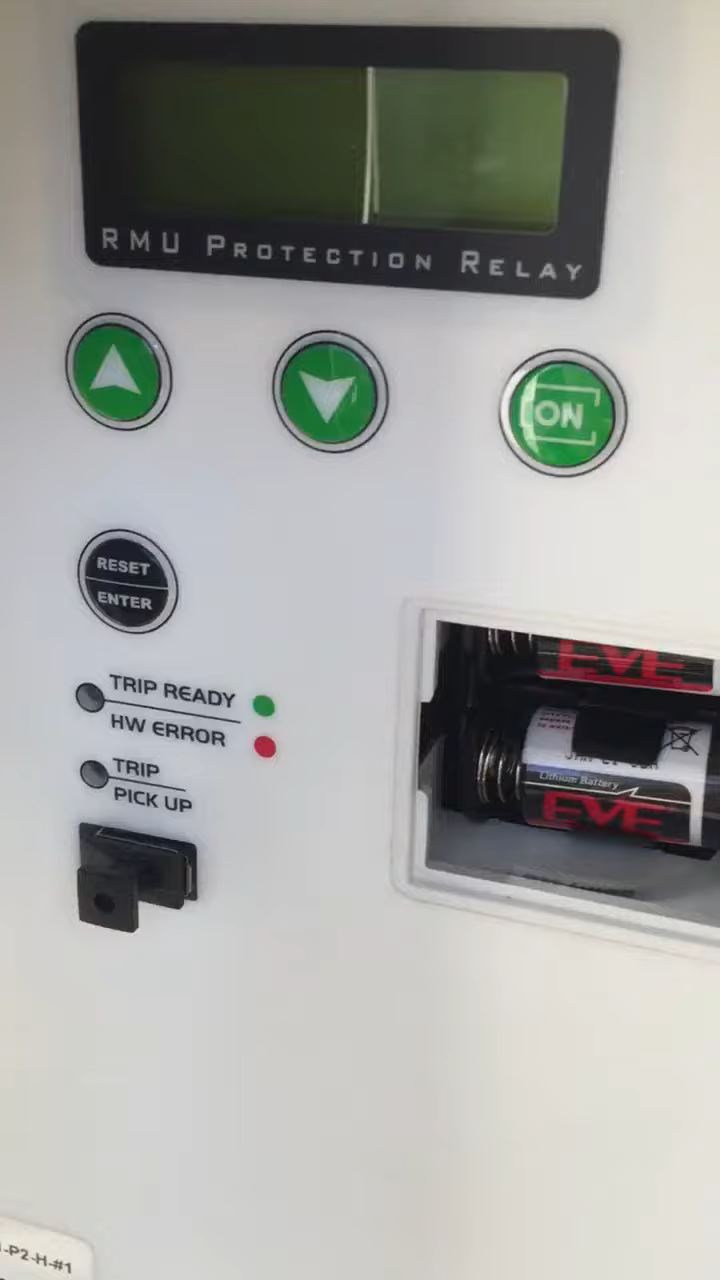 RMU PROTECTION RELAY
ON
RESET
ENTER
TRIP READY
HW ERROR
TRIP
PICK UP
EVE
Lithium Battery
EVE
-P2-H-#1